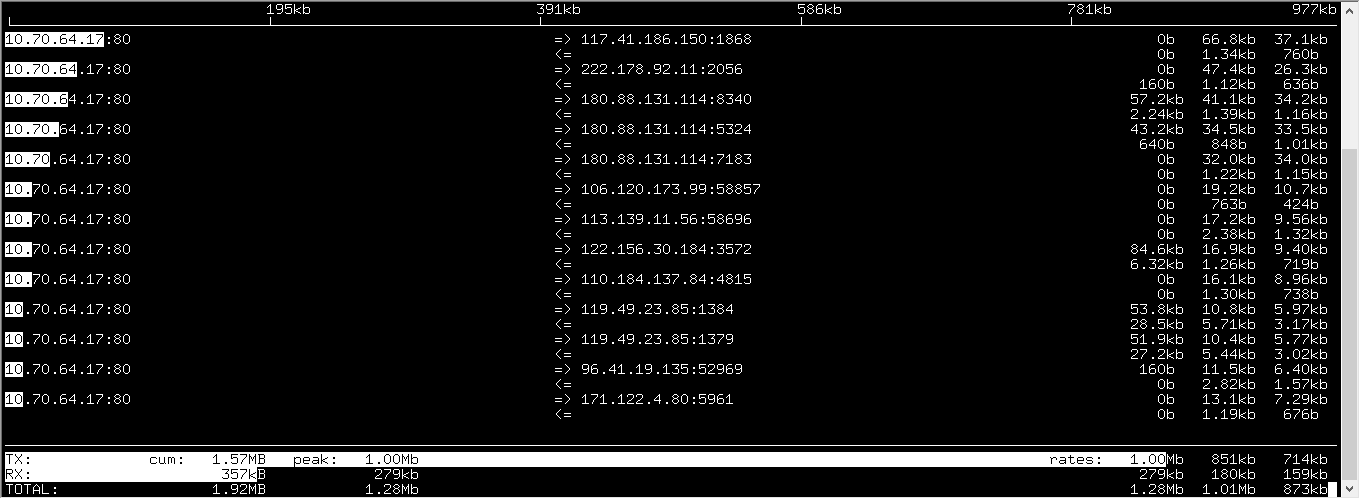 195kb 391kb 586kb 781kb 977kb
10.70.64.17:80 => 117.41.186.150:1868 0b 66.8kb 37.1kb
<= 0b 1.34kb 760b
10.70.64.17:80 => 222.178.92.11:2056 0b 47.4kb 26.3kb
<= 160b 1.12kb 636b
10.70.64.17:80 => 180.88.131.114:8340 57.2kb 41.1kb 34.2kb
<= 2.24kb 1.39kb 1.16kb
10.70.64.17:80 => 180.88.131.114:5324 43.2kb 34.5kb 33.5kb
<= 640b 848b 1.01kb
10.70.64.17:80 => 180.88.131.114:7183 0b 32.0kb 34.0kb
<= 0b 1.22kb 1.15kb
10.70.64.17:80 => 106.120.173.99:58857 0b 19.2kb 10.7kb
<= 0b 763b 424b
10.70.64.17:80 => 113.139.11.56:58696 0b 17.2kb 9.56kb
<= 0b 2.38kb 1.32kb
10.70.64.17:80 => 122.156.30.184:3572 84.6kb 16.9kb 9.40kb
<= 6.32kb 1.26kb 719b
10.70.64.17:80 => 110.184.137.84:4815 0b 16.1kb 8.96kb
<= 0b 1.30kb 738b
10.70.64.17:80 => 119.49.23.85:1384 53.8kb 10.8kb 5.97kb
<= 28.5kb 5.71kb 3.17kb
10.70.64.17:80 => 119.49.23.85:1379 51.9kb 10.4kb 5.77kb
<= 27.2kb 5.44kb 3.02kb
10.70.64.17:80 => 96.41.19.135:52969 160b 11.5kb 6.40kb
<= 0b 2.82kb 1.57kb
10.70.64.17:80 => 171.122.4.80:5961 0b 13.1kb 7.29kb
<= 0b 1.19kb 676b
TX: cum: 1.57MB peak: 1.00Mb rates: 1.00Mb 851kb 714kb
RX: 357kB 279kb 279kb 180kb 159kb
TOTAL: 1.92MB 1.28Mb 1.28Mb 1.01Mb 873kb